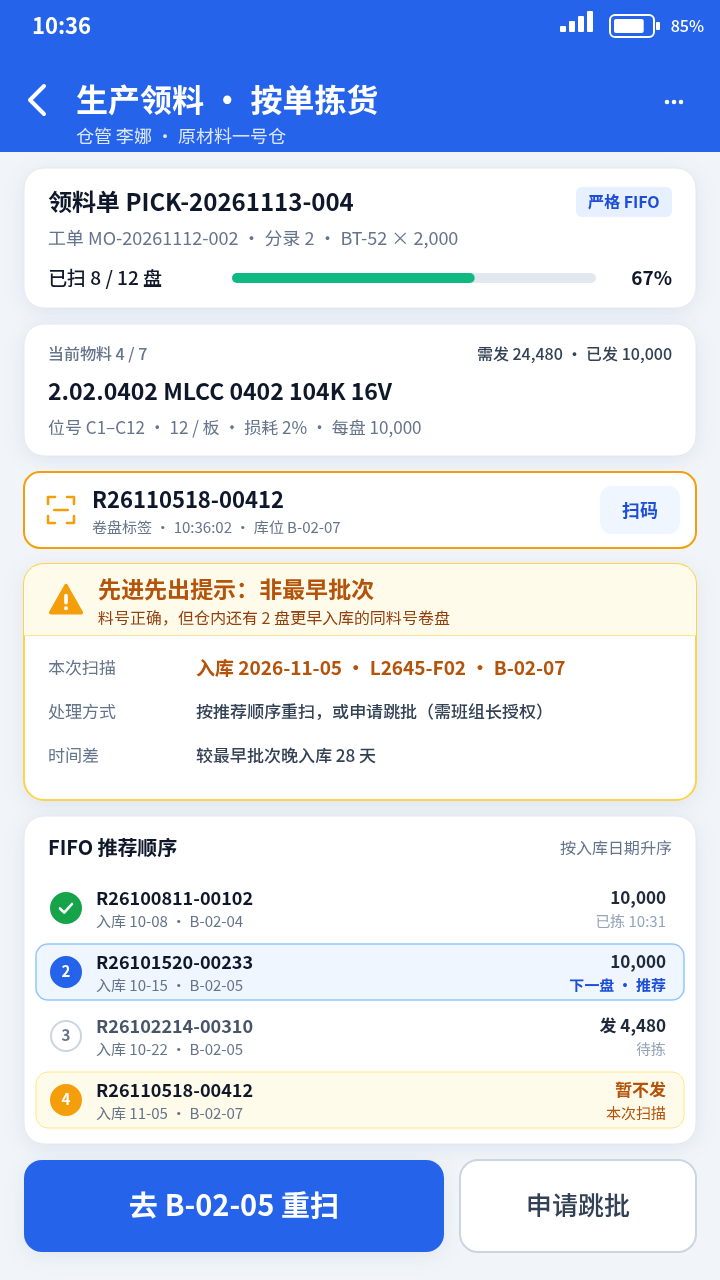 10:36
85%
生产领料 · 按单拣货
...
仓管 李娜 · 原材料一号仓
领料单 PICK-20261113-004
严格 FIFO
工单 MO-20261112-002 · 分录 2 · BT-52 × 2,000
已扫 8 / 12 盘
67%
当前物料 4 / 7
需发 24,480 · 已发 10,000
2.02.0402 MLCC 0402 104K 16V
位号 C1–C12 · 12 / 板 · 损耗 2% · 每盘 10,000
R26110518-00412
卷盘标签 · 10:36:02 · 库位 B-02-07
扫码
先进先出提示：非最早批次
料号正确，但仓内还有 2 盘更早入库的同料号卷盘
本次扫描
入库 2026-11-05 · L2645-F02 · B-02-07
处理方式
按推荐顺序重扫，或申请跳批（需班组长授权）
时间差
较最早批次晚入库 28 天
FIFO 推荐顺序
按入库日期升序
R26100811-00102
10,000
入库 10-08 · B-02-04
已拣 10:31
2
R26101520-00233
10,000
入库 10-15 · B-02-05
下一盘 · 推荐
3
R26102214-00310
发 4,480
入库 10-22 · B-02-05
待拣
4
R26110518-00412
暂不发
入库 11-05 · B-02-07
本次扫描
去 B-02-05 重扫
申请跳批